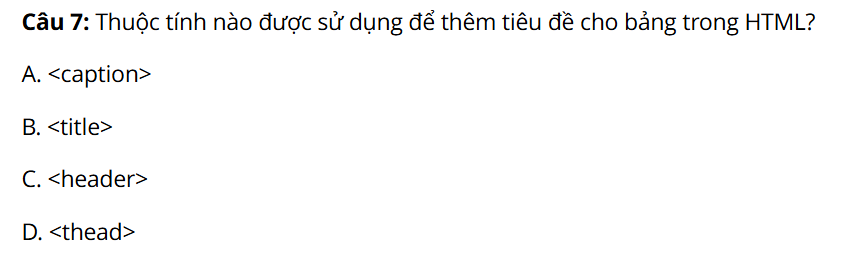 Câu 7: Thuộc tính nào được sử dụng để thêm tiêu đề cho bảng trong HTML?
A. <caption>
B. <title>
C. <header>
D. <thead>